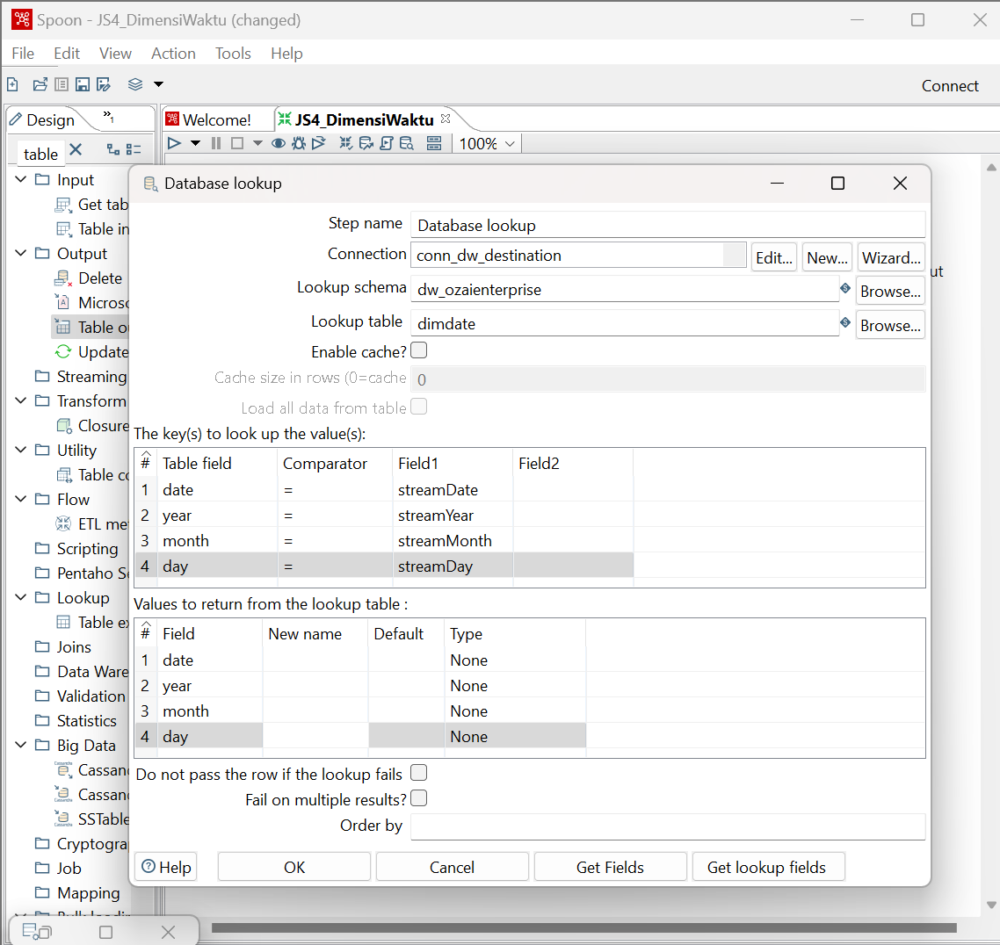 Spoon - JS4_DimensiWaktu (changed)
File Edit View Action Tools Help
Connect
Design »1
Welcome! JS4_DimensiWaktu
table
100%
Input
Get tab
Table in
Output
Delete
Microso
Table o
Update
Streaming
Transform
Closure
Utility
Table co
Flow
ETL me
Scripting
Pentaho Se
Lookup
Table ex
Joins
Data Ware
Validation
Statistics
Big Data
Cassan
Cassan
SSTable
Cryptogra
Job
Mapping
Bulk loadin
ut
Database lookup
Step name Database lookup
Connection conn_dw_destination Edit... New... Wizard...
Lookup schema dw_ozaienterprise Browse...
Lookup table dimdate Browse...
Enable cache?
Cache size in rows (0=cache 0
Load all data from table
The key(s) to look up the value(s):
# Table field Comparator Field1 Field2
1 date = streamDate
2 year = streamYear
3 month = streamMonth
4 day = streamDay
Values to return from the lookup table :
# Field New name Default Type
1 date None
2 year None
3 month None
4 day None
Do not pass the row if the lookup fails
Fail on multiple results?
Order by
Help OK Cancel Get Fields Get lookup fields